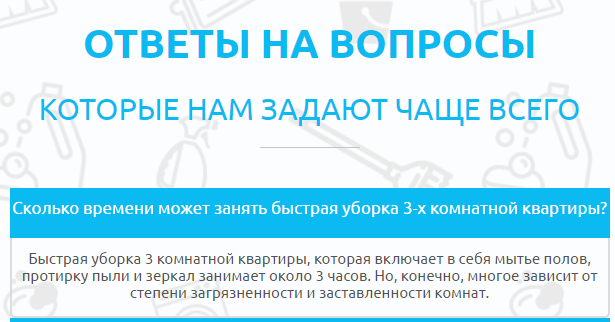 ОТВЕТЫ НА ВОПРОСЫ
КОТОРЫЕ НАМ ЗАДАЮТ ЧАЩЕ ВСЕГО
Сколько времени может занять быстрая уборка 3-х комнатной квартиры?
Быстрая уборка 3 комнатной квартиры, которая включает в себя мытье полов,
протирку пыли и зеркал занимает около 3 часов. Но, конечно, многое зависит от
степени загрязненности и заставленности комнат.